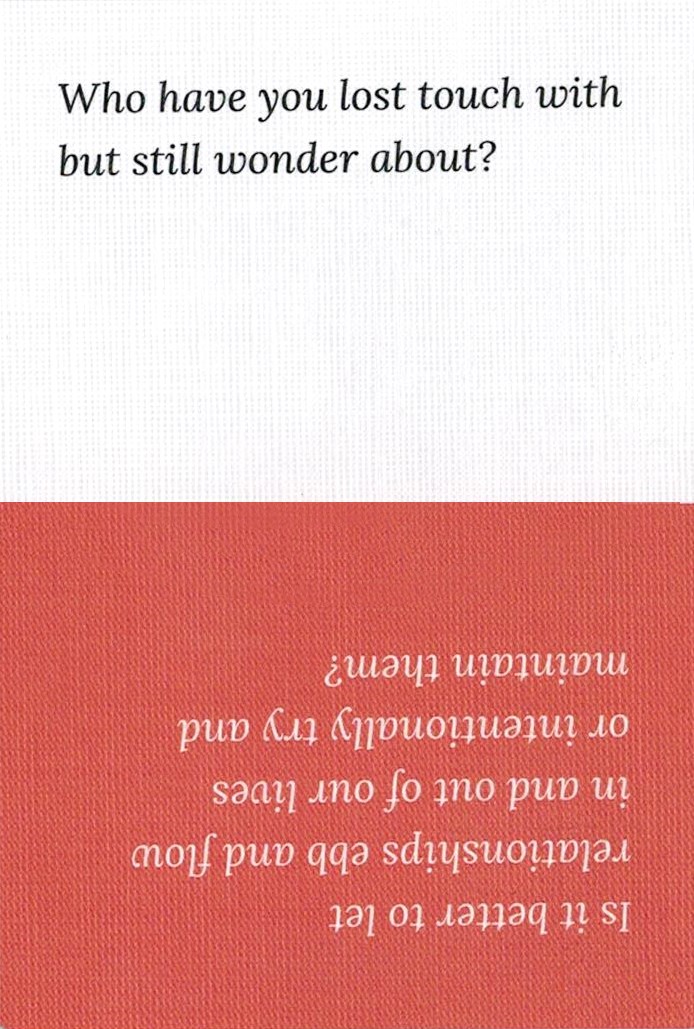 Who have you lost touch with
but still wonder about?
Is it better to let
relationships ebb and flow
in and out of our lives
or intentionally try and
maintain them?